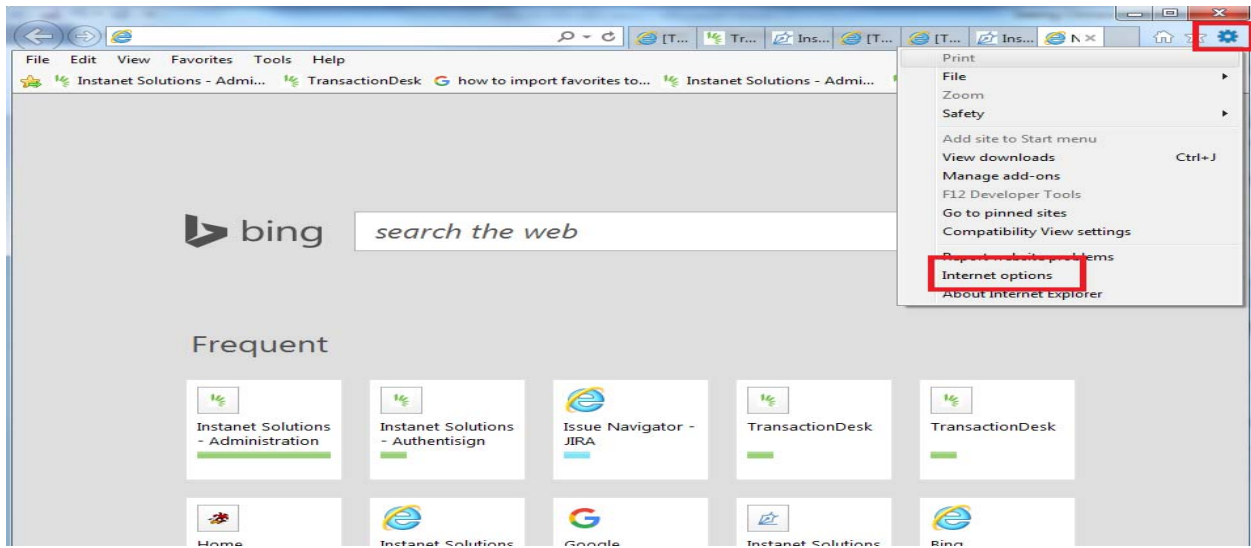 [T...
Tr...
Ins...
[T...
[T...
Ins...
N
File Edit View Favorites Tools Help
Instanet Solutions - Admi...
TransactionDesk
how to import favorites to...
Instanet Solutions - Admi...
Print
File
Zoom
Safety
Add site to Start menu
View downloads Ctrl+J
Manage add-ons
F12 Developer Tools
Go to pinned sites
Compatibility View settings
Report website problems
Internet options
About Internet Explorer
bing
search the web
Frequent
Instanet Solutions
- Administration
Instanet Solutions
- Authentisign
Issue Navigator -
JIRA
TransactionDesk
TransactionDesk
Home
Instanet Solutions
Google
Instanet Solutions
Bing